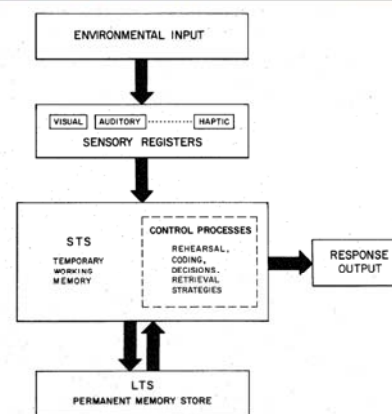 ENVIRONMENTAL INPUT
VISUAL AUDITORY HAPTIC
SENSORY REGISTERS
STS
TEMPORARY
WORKING
MEMORY
CONTROL PROCESSES
REHEARSAL,
CODING,
DECISIONS.
RETRIEVAL
STRATEGIES
RESPONSE
OUTPUT
LTS
PERMANENT MEMORY STORE